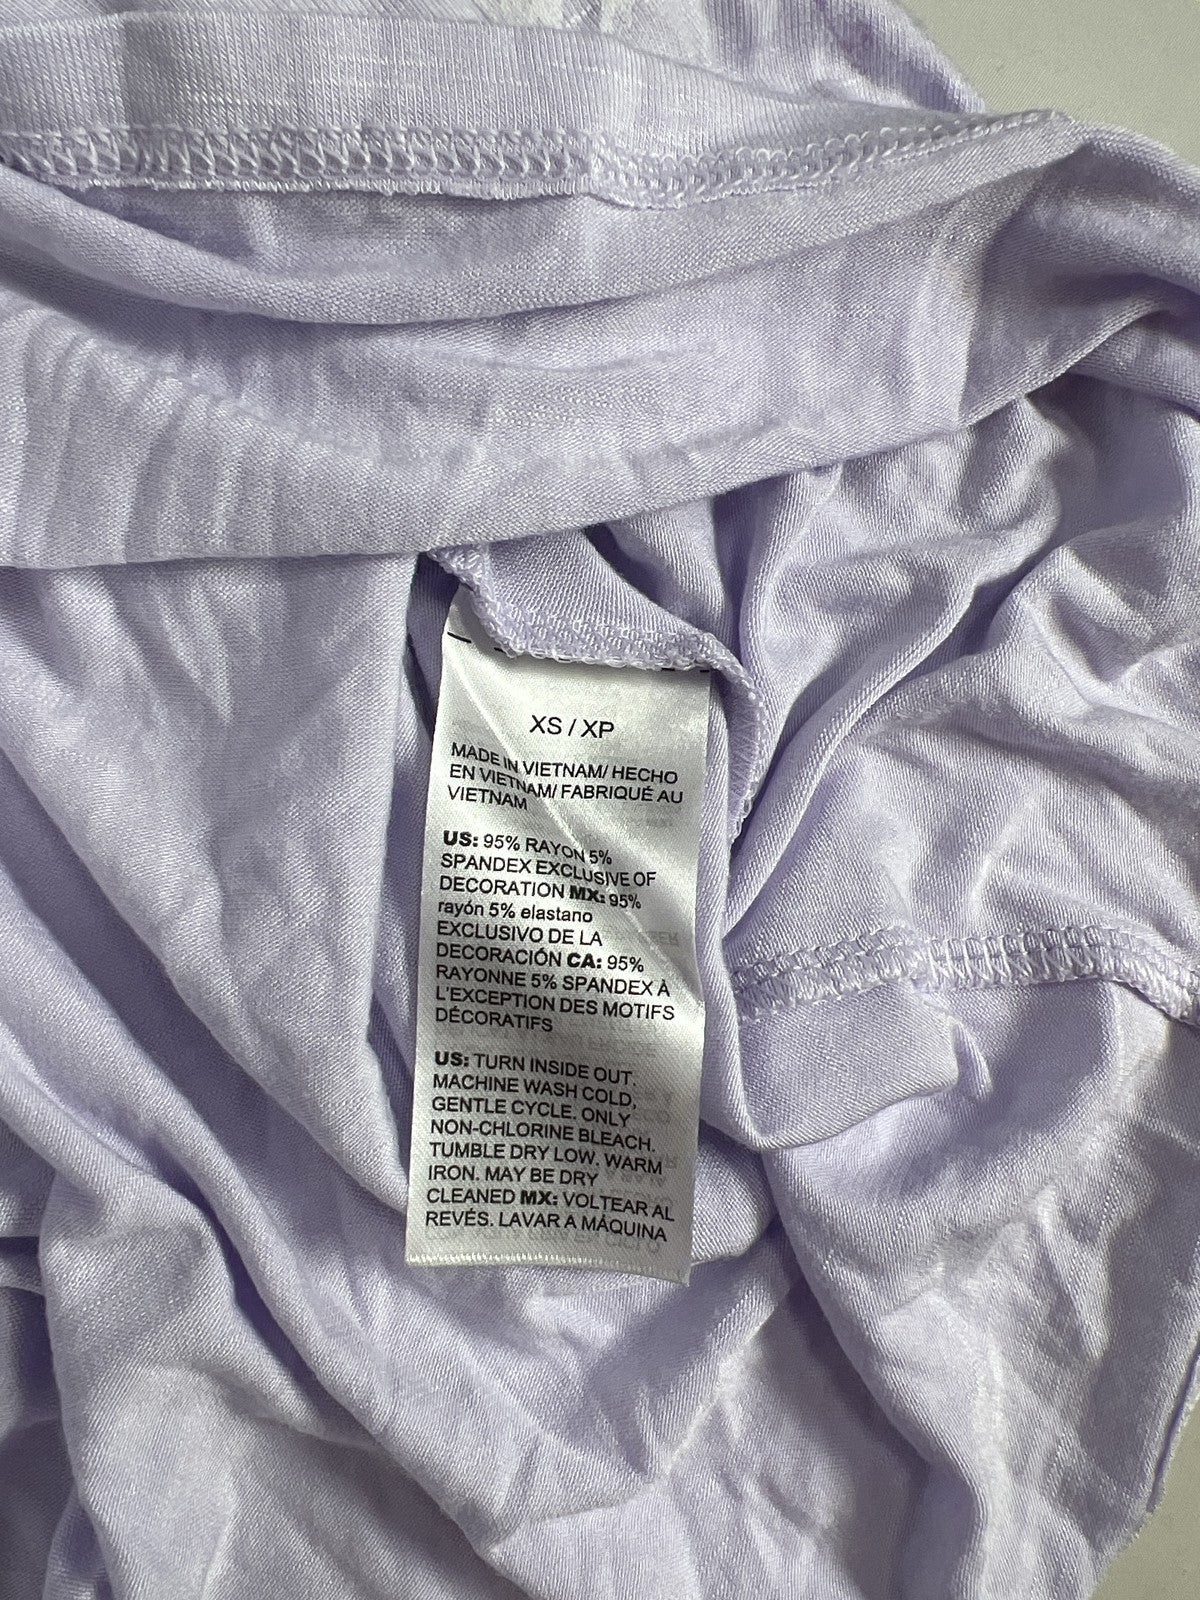 XS / XP
MADE IN VIETNAM/ HECHO
EN VIETNAM/ FABRIQUÉ AU
VIETNAM
US: 95% RAYON 5%
SPANDEX EXCLUSIVE OF
DECORATION MX: 95%
rayón 5% elastano
EXCLUSIVO DE LA
DECORACIÓN CA: 95%
RAYONNE 5% SPANDEX À
L'EXCEPTION DES MOTIFS
DÉCORATIFS
US: TURN INSIDE OUT.
MACHINE WASH COLD,
GENTLE CYCLE. ONLY
NON-CHLORINE BLEACH.
TUMBLE DRY LOW. WARM
IRON. MAY BE DRY
CLEANED MX: VOLTEAR AL
REVÉS. LAVAR A MÁQUINA